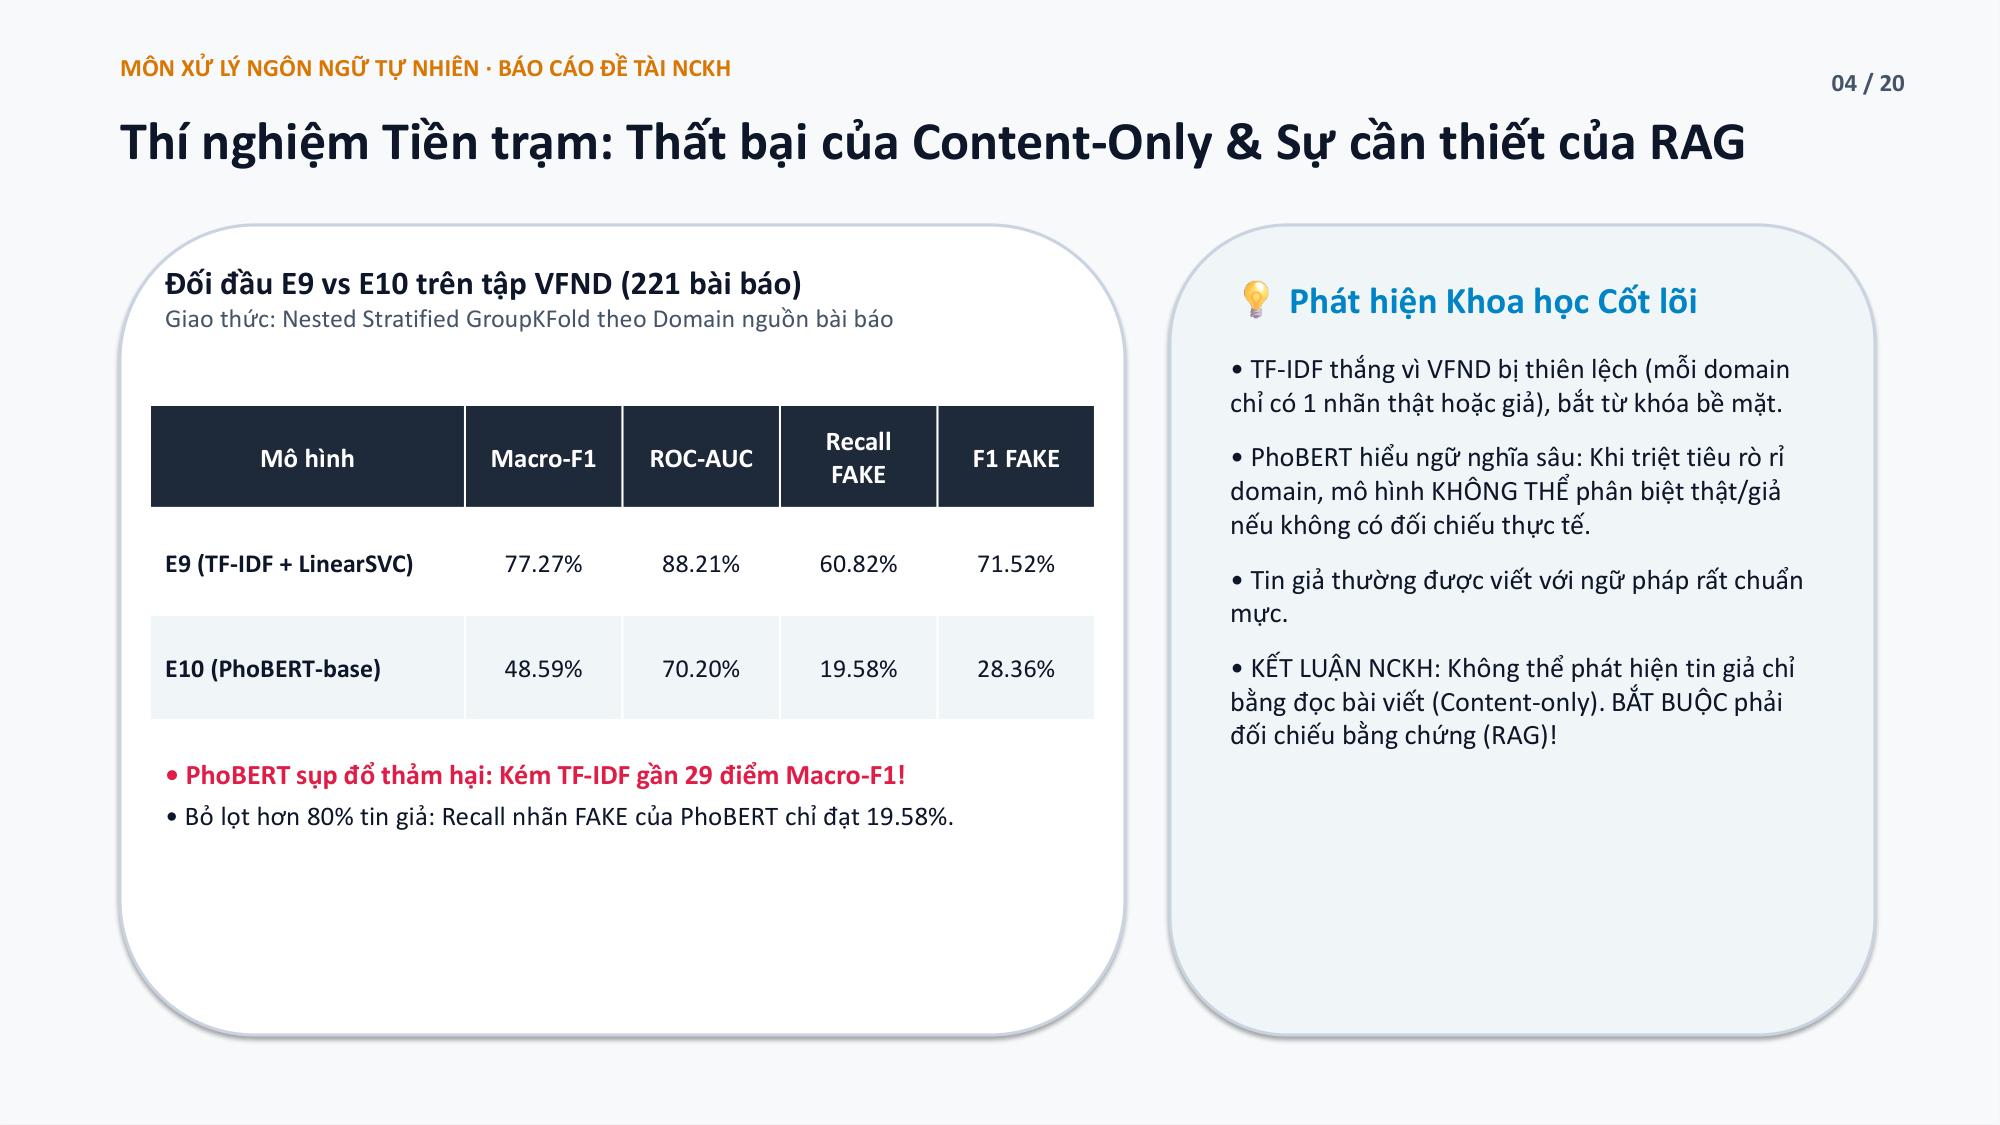 MÔN XỬ LÝ NGÔN NGỮ TỰ NHIÊN · BÁO CÁO ĐỀ TÀI NCKH
04 / 20
Thí nghiệm Tiền trạm: Thất bại của Content-Only & Sự cần thiết của RAG
Đối đầu E9 vs E10 trên tập VFND (221 bài báo)
Giao thức: Nested Stratified GroupKFold theo Domain nguồn bài báo
Mô hình Macro-F1 ROC-AUC Recall FAKE F1 FAKE
E9 (TF-IDF + LinearSVC) 77.27% 88.21% 60.82% 71.52%
E10 (PhoBERT-base) 48.59% 70.20% 19.58% 28.36%
• PhoBERT sụp đổ thảm hại: Kém TF-IDF gần 29 điểm Macro-F1!
• Bỏ lọt hơn 80% tin giả: Recall nhãn FAKE của PhoBERT chỉ đạt 19.58%.
💡 Phát hiện Khoa học Cốt lõi
• TF-IDF thắng vì VFND bị thiên lệch (mỗi domain
chỉ có 1 nhãn thật hoặc giả), bắt từ khóa bề mặt.
• PhoBERT hiểu ngữ nghĩa sâu: Khi triệt tiêu rò rỉ
domain, mô hình KHÔNG THỂ phân biệt thật/giả
nếu không có đối chiếu thực tế.
• Tin giả thường được viết với ngữ pháp rất chuẩn
mực.
• KẾT LUẬN NCKH: Không thể phát hiện tin giả chỉ
bằng đọc bài viết (Content-only). BẮT BUỘC phải
đối chiếu bằng chứng (RAG)!